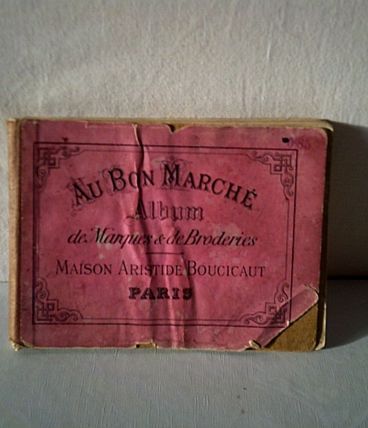 AU BON MARCHÉ
Album
de Marques & de Broderies
MAISON ARISTIDE BOUCICAUT
PARIS